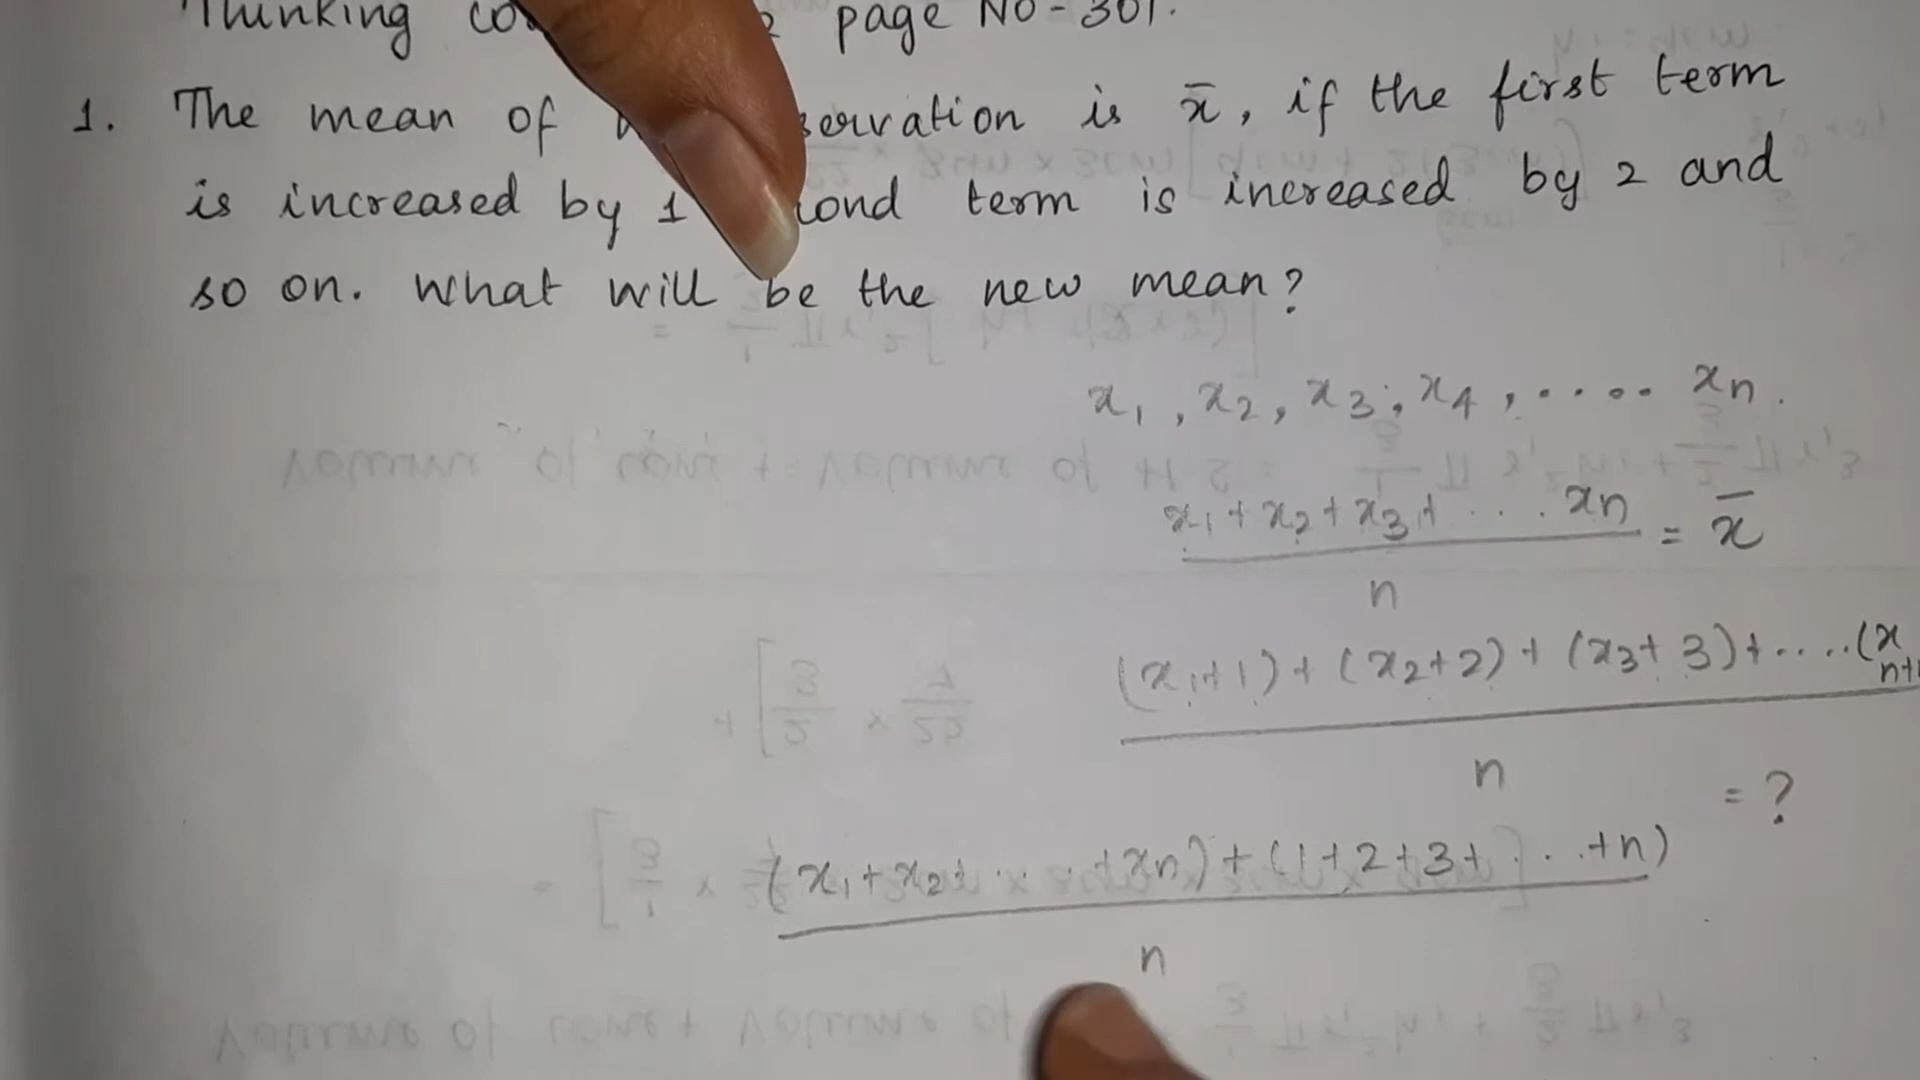 Thinking page No-301.
1. The mean of is x̄, if the first term
is increased by 1 term is increased by 2 and
so on. What will be the new mean?
x₁, x₂, x₃, x₄, ..... xₙ.
x₁ + x₂ + x₃ + ... xₙ / n = x̄
(x₁+1) + (x₂+2) + (x₃+3) + .... (x / n = ?
(x₁ + x₂ + ... + xₙ) + (1+2+3+ ... +n) / n